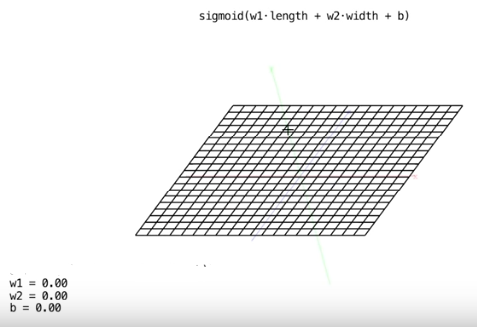 sigmoid(w1·length + w2·width + b)
w1 = 0.00
w2 = 0.00
b = 0.00